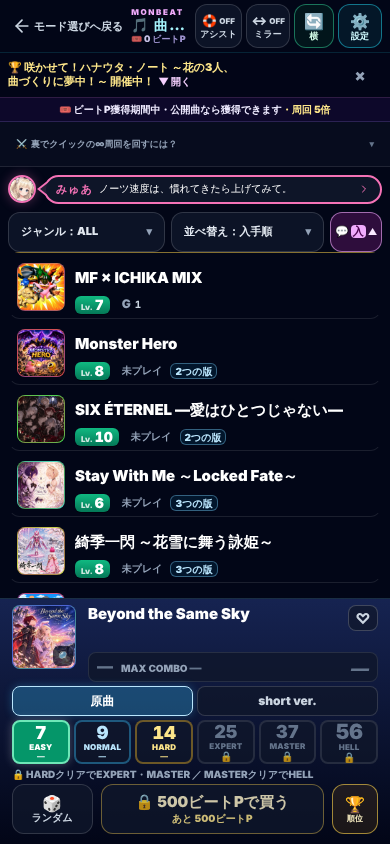 ← モード選びへ戻る
MONBEAT
🎵 曲…
🎟 0 ビートP
🛟 OFF
アシスト
↔ OFF
ミラー
🔄
横
⚙️
設定
🏆 咲かせて！ハナウタ・ノート ～花の3人、
曲づくりに夢中！～ 開催中！ ▼開く
✖
🎟 ビートP獲得期間中・公開曲なら獲得できます・周回 5倍
⚔️ 裏でクイックの∞周回を回すには？ ▼
みゅあ ノーツ速度は、慣れてきたら上げてみて。 ›
ジャンル：ALL ▼
並べ替え：入手順 ▼
💬 入 ▲
MF × ICHIKA MIX
Lv. 7 G 1
MONSTER HERO
Monster Hero
Lv. 8 未プレイ 2つの版
SIX ÉTERNEL ―愛はひとつじゃない―
Lv. 10 未プレイ 2つの版
Stay With Me ～Locked Fate～
Lv. 6 未プレイ 3つの版
綺季一閃
綺季一閃 ～花雪に舞う詠姫～
Lv. 8 未プレイ 3つの版
Beyond the Same Sky
Beyond the Same Sky
♡
— MAX COMBO — —
原曲
short ver.
7
EASY
—
9
NORMAL
—
14
HARD
—
25
EXPERT
🔒
37
MASTER
🔒
56
HELL
🔒
🔒 HARDクリアでEXPERT・MASTER ／ MASTERクリアでHELL
🎲
ランダム
🔒 500ビートPで買う
あと 500ビートP
🏆
順位